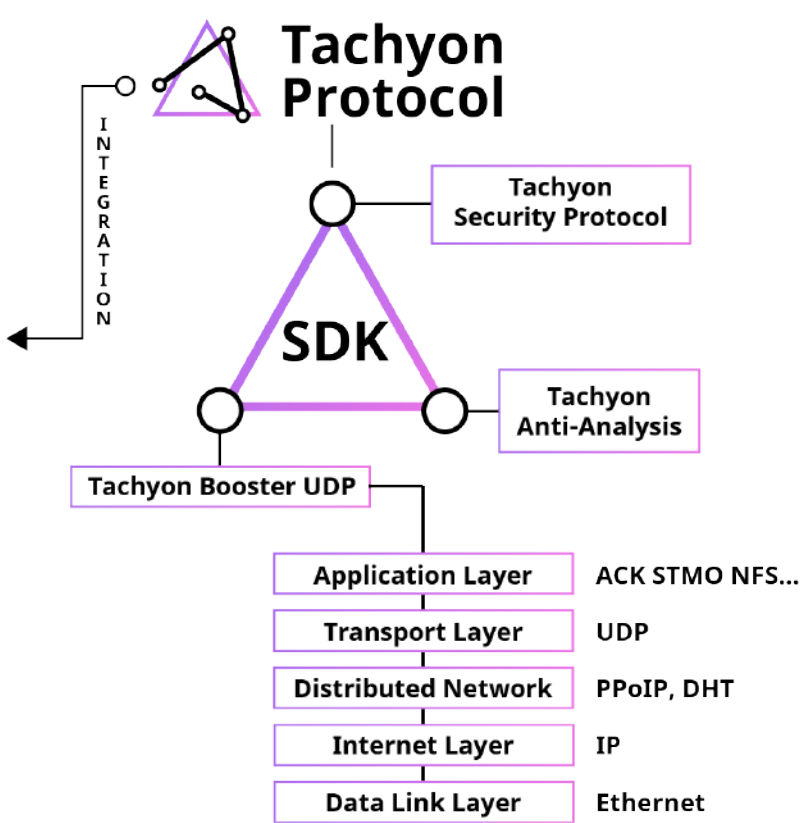 Tachyon
Protocol
INTEGRATION
Tachyon
Security Protocol
SDK
Tachyon
Anti-Analysis
Tachyon Booster UDP
Application Layer ACK STMO NFS...
Transport Layer UDP
Distributed Network PPoIP, DHT
Internet Layer IP
Data Link Layer Ethernet